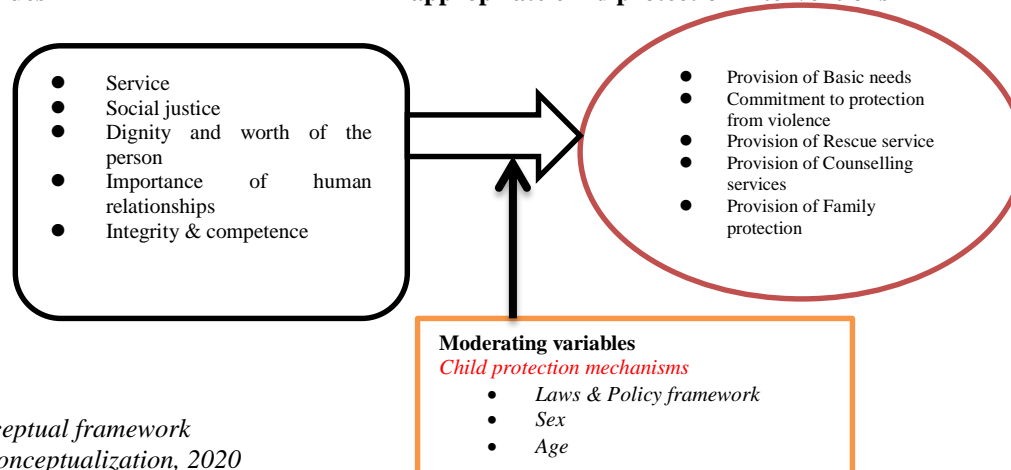 Service
Social justice
Dignity and worth of the
person
Importance of human
relationships
Integrity & competence
Provision of Basic needs
Commitment to protection
from violence
Provision of Rescue service
Provision of Counselling
services
Provision of Family
protection
Moderating variables
Child protection mechanisms
Laws & Policy framework
Sex
Age
framework
2020